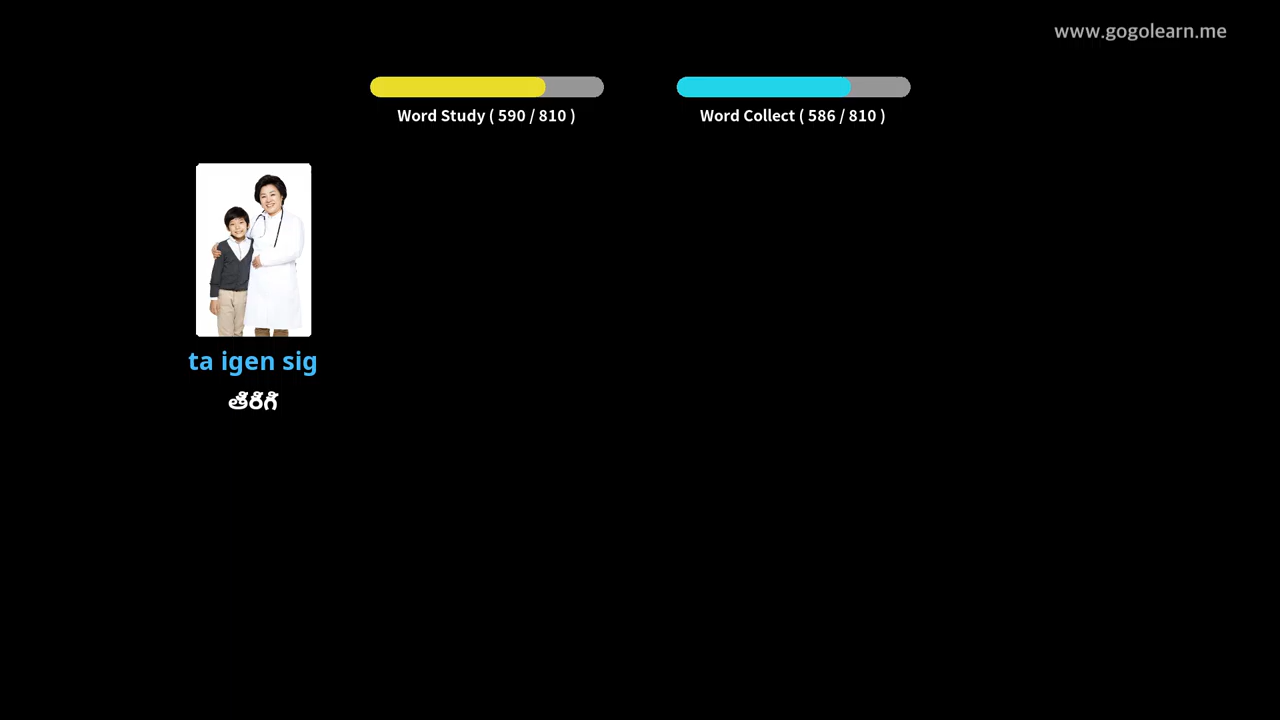 www.gogolearn.me
Word Study ( 590 / 810 )
Word Collect ( 586 / 810 )
ta igen sig
తిరిగి